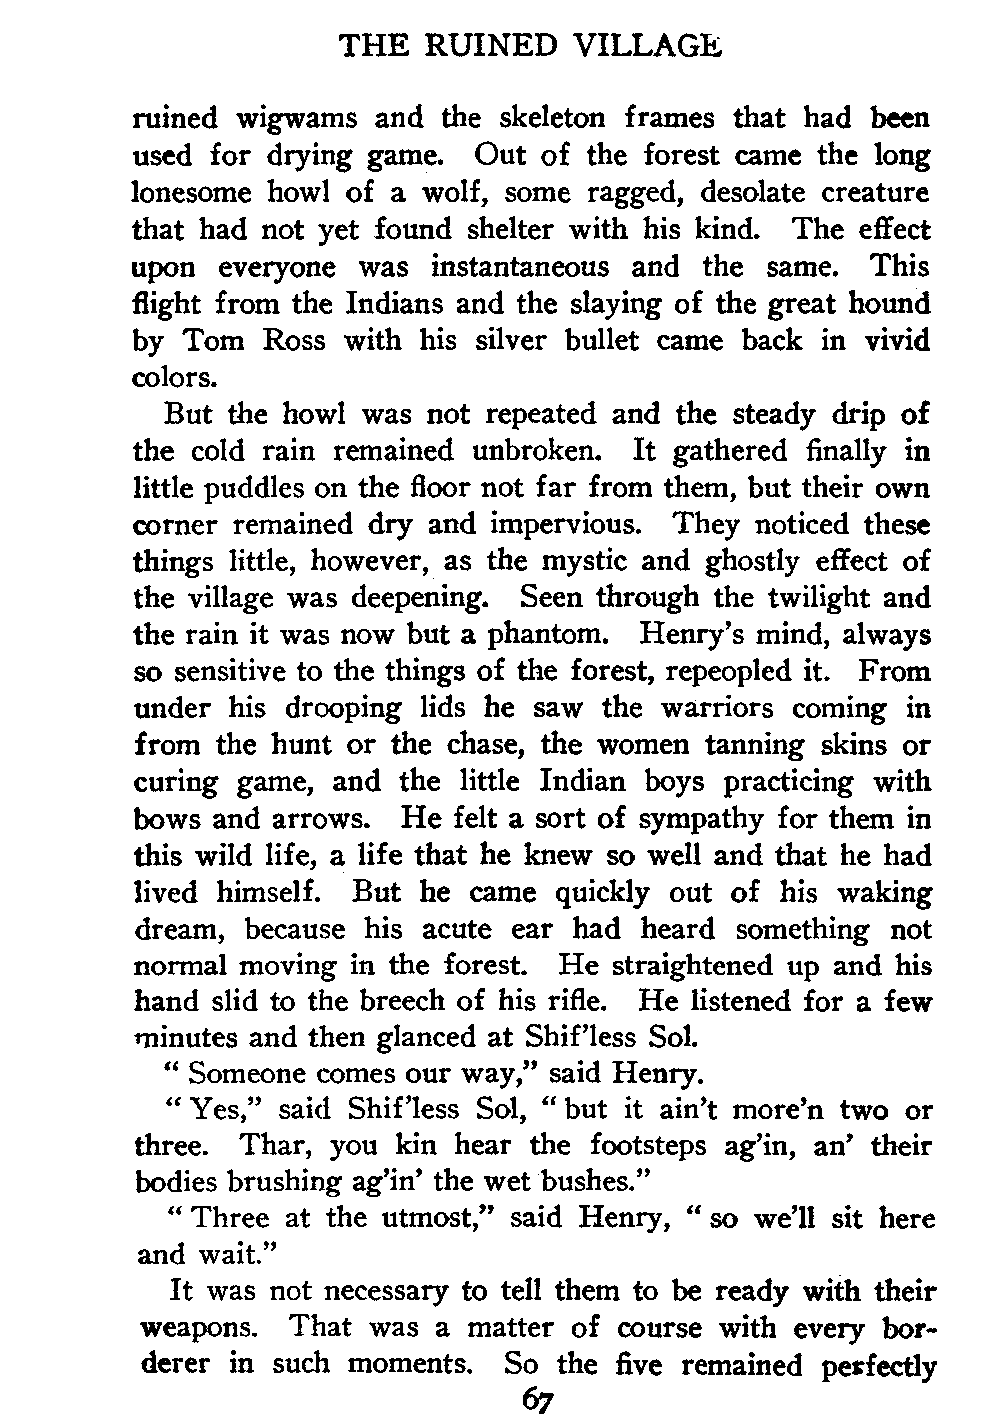 THE RUINED VILLAGE
ruined wigwams and the skeleton frames that had been
used for drying game. Out of the forest came the long
lonesome howl of a wolf, some ragged, desolate creature
that had not yet found shelter with his kind. The effect
upon everyone was instantaneous and the same. This
flight from the Indians and the slaying of the great hound
by Tom Ross with his silver bullet came back in vivid
colors.
But the howl was not repeated and the steady drip of
the cold rain remained unbroken. It gathered finally in
little puddles on the floor not far from them, but their own
corner remained dry and impervious. They noticed these
things little, however, as the mystic and ghostly effect of
the village was deepening. Seen through the twilight and
the rain it was now but a phantom. Henry's mind, always
so sensitive to the things of the forest, repeopled it. From
under his drooping lids he saw the warriors coming in
from the hunt or the chase, the women tanning skins or
curing game, and the little Indian boys practicing with
bows and arrows. He felt a sort of sympathy for them in
this wild life, a life that he knew so well and that he had
lived himself. But he came quickly out of his waking
dream, because his acute ear had heard something not
normal moving in the forest. He straightened up and his
hand slid to the breech of his rifle. He listened for a few
minutes and then glanced at Shif'less Sol.
" Someone comes our way," said Henry.
" Yes," said Shif'less Sol, " but it ain't more'n two or
three. Thar, you kin hear the footsteps ag'in, an' their
bodies brushing ag'in' the wet bushes."
" Three at the utmost," said Henry, " so we'll sit here
and wait."
It was not necessary to tell them to be ready with their
weapons. That was a matter of course with every bor-
derer in such moments. So the five remained perfectly
67